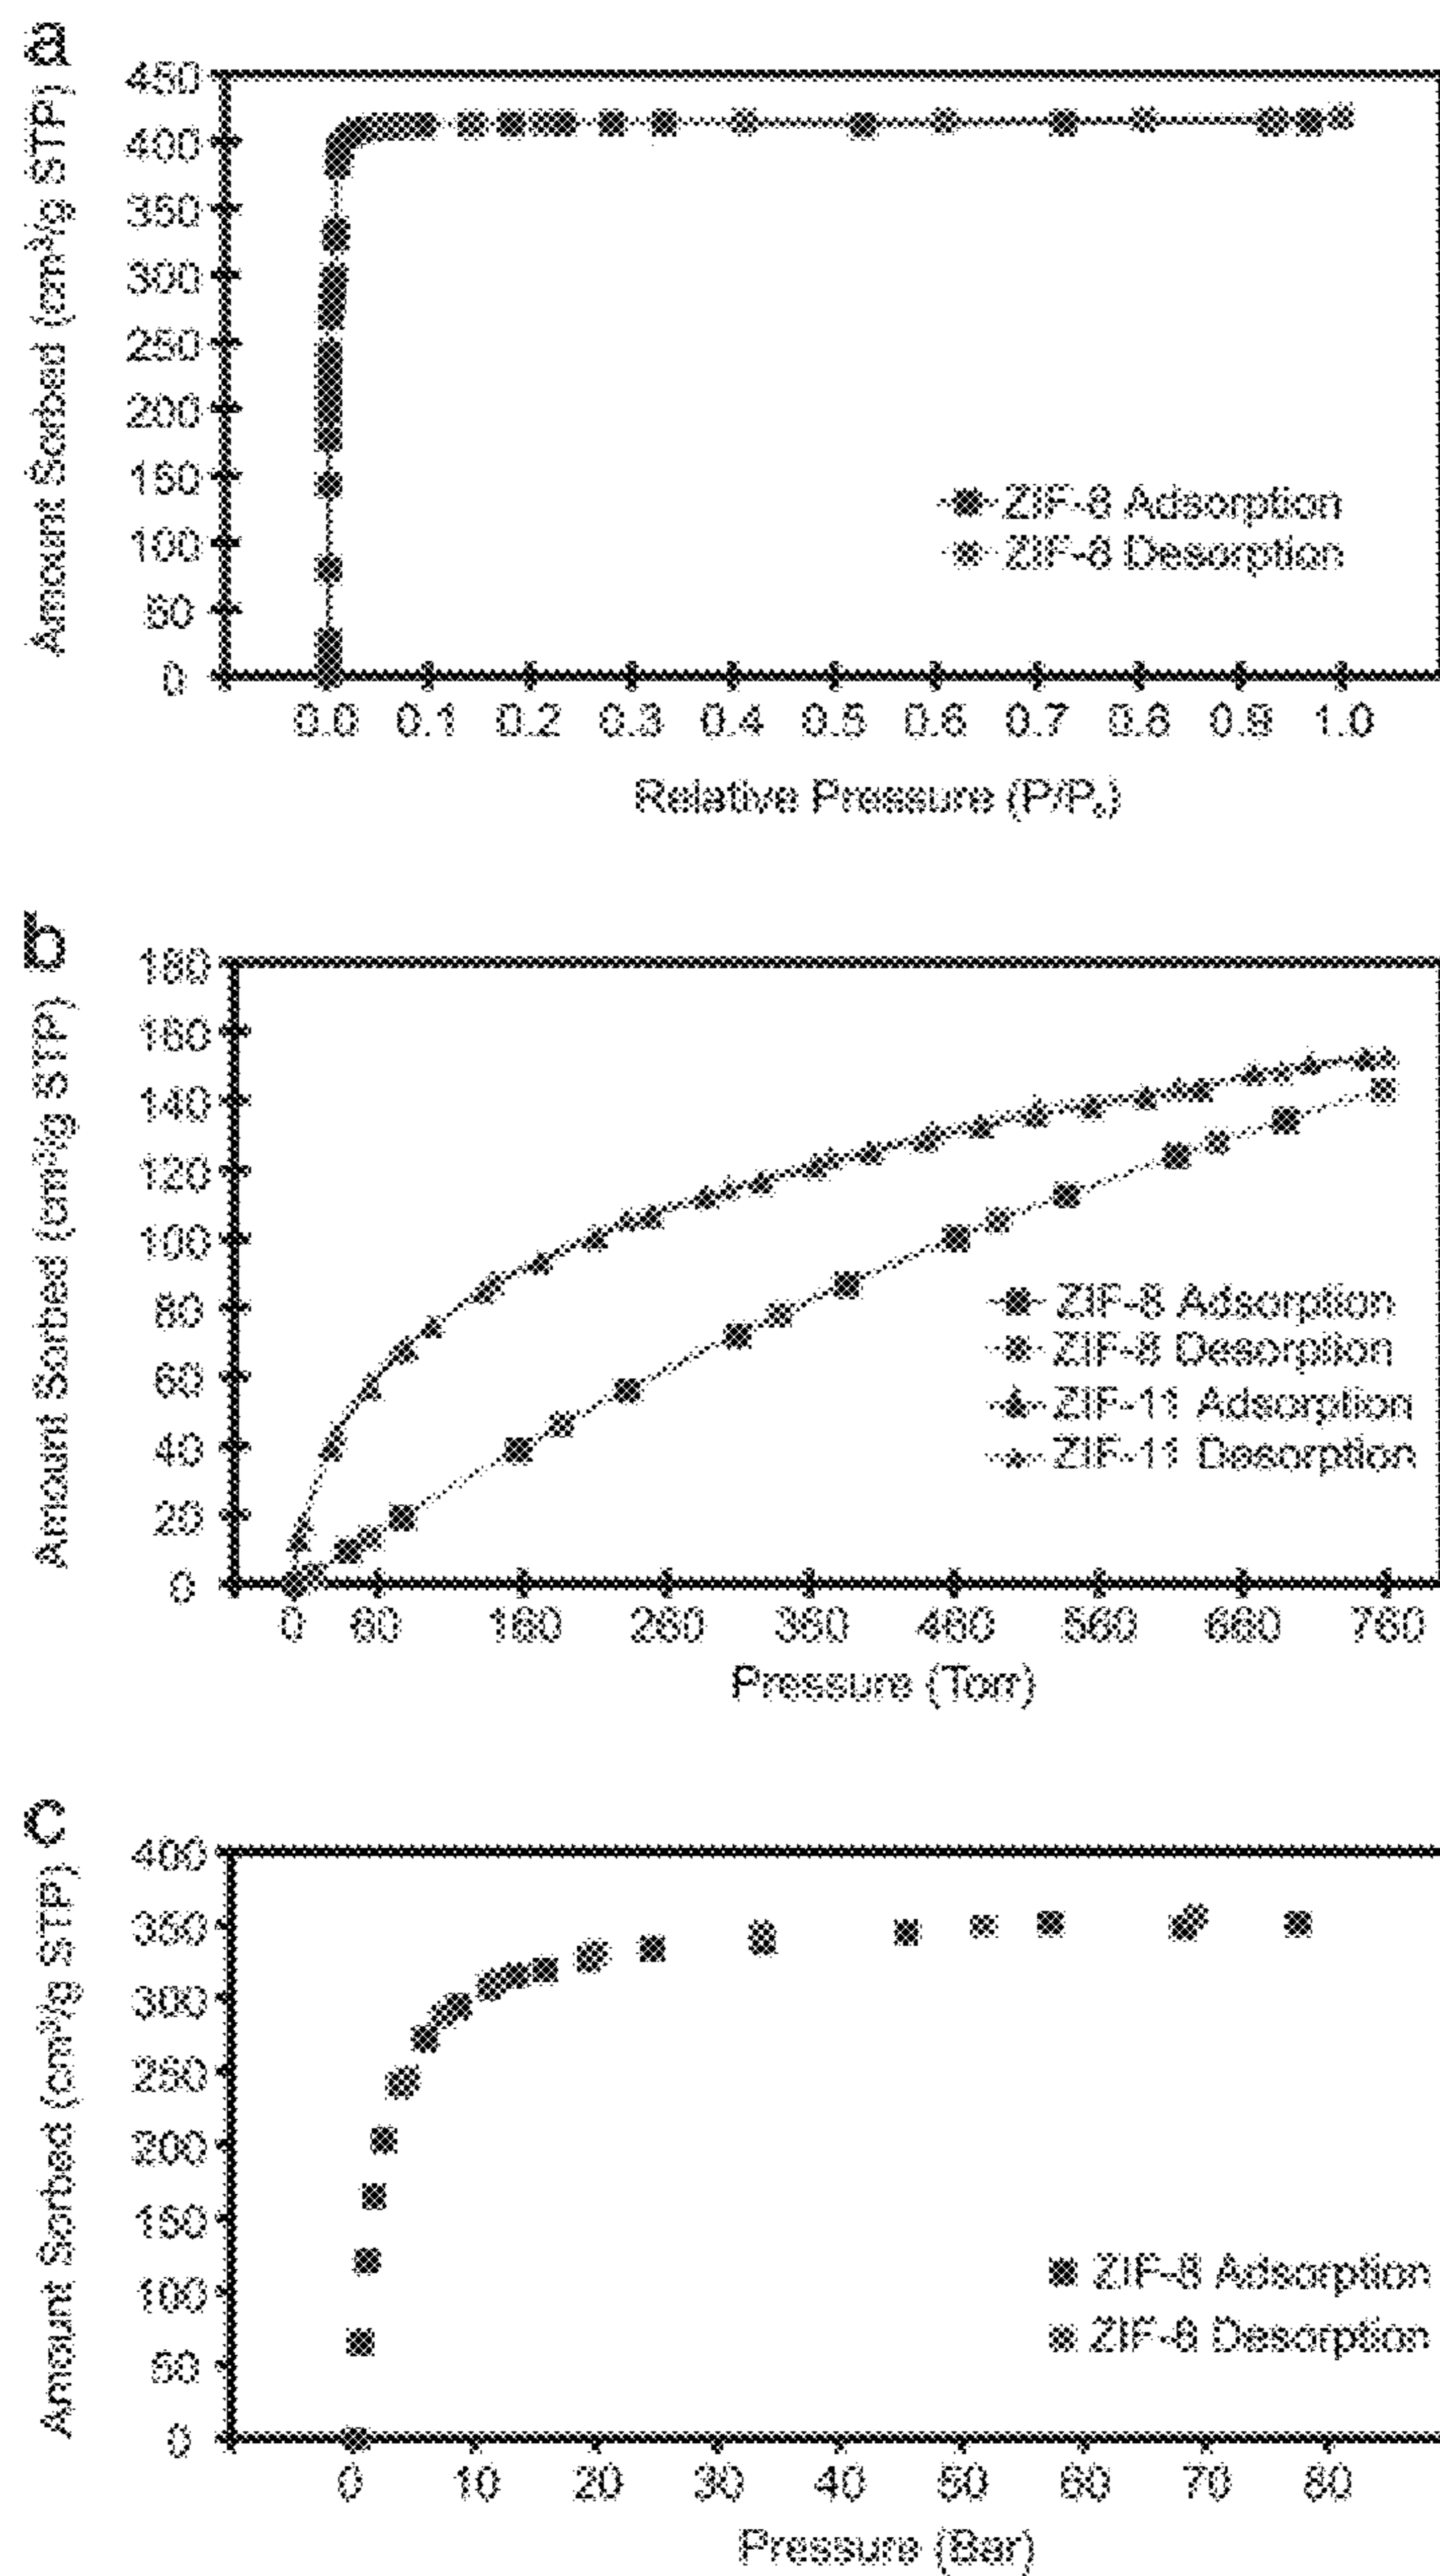 a
Amount Sorbed (cm³/g STP)
450
400
350
300
250
200
150
100
50
0
ZIF-8 Adsorption
ZIF-8 Desorption
0.0 0.1 0.2 0.3 0.4 0.5 0.6 0.7 0.8 0.9 1.0
Relative Pressure (P/P₀)
b
Amount Sorbed (cm³/g STP)
180
160
140
120
100
80
60
40
20
0
ZIF-8 Adsorption
ZIF-8 Desorption
ZIF-11 Adsorption
ZIF-11 Desorption
0 60 160 260 360 460 560 660 760
Pressure (Torr)
c
Amount Sorbed (cm³/g STP)
400
350
300
250
200
150
100
50
0
ZIF-8 Adsorption
ZIF-8 Desorption
0 10 20 30 40 50 60 70 80
Pressure (Bar)